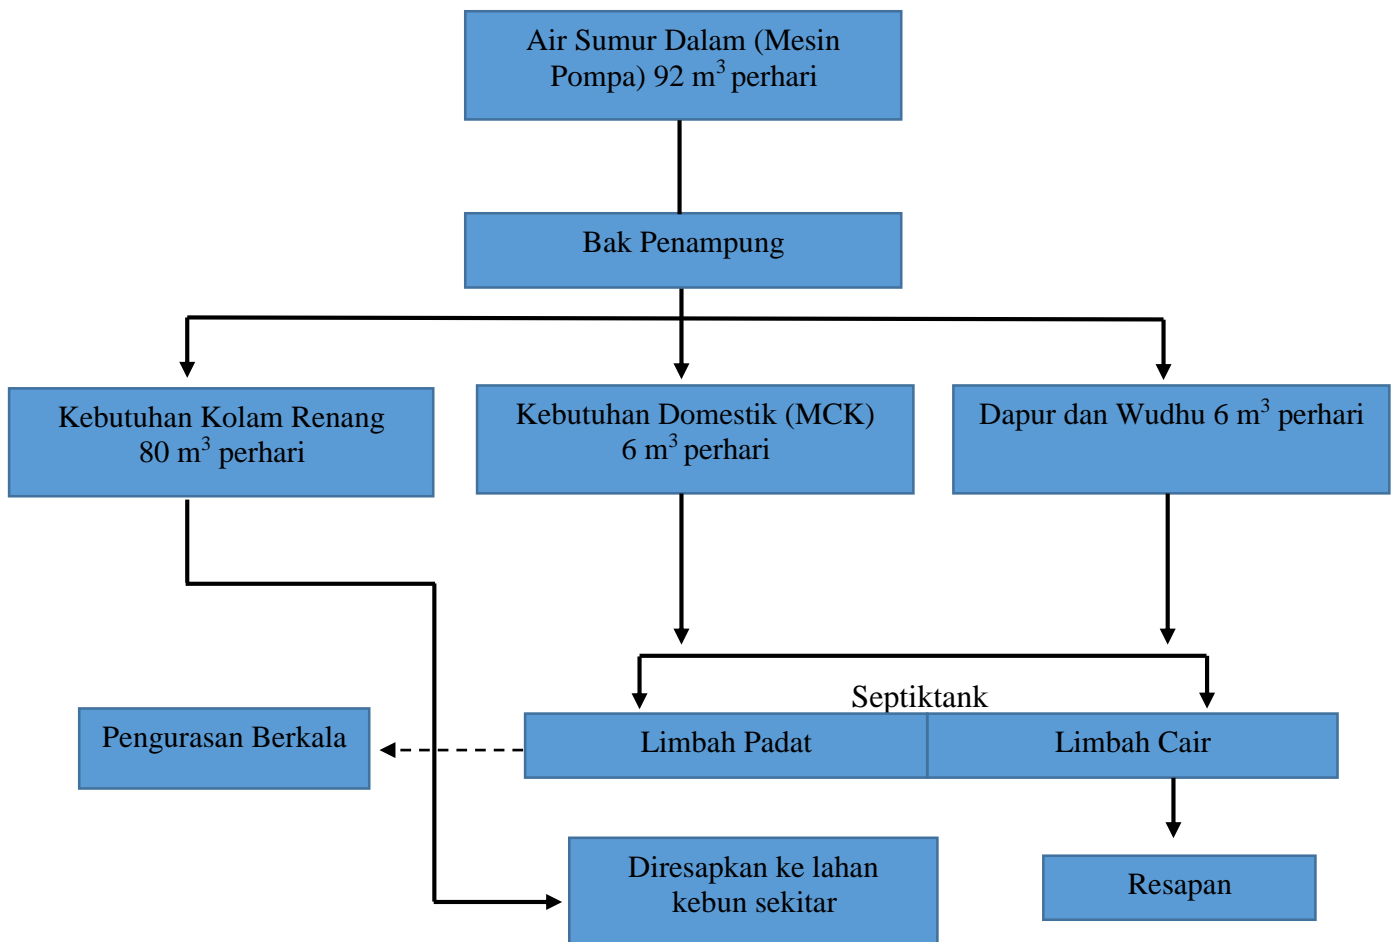 Air Sumur Dalam (Mesin
Pompa) 92 m³ perhari
Bak Penampung
Kebutuhan Kolam Renang
80 m³ perhari
Kebutuhan Domestik (MCK)
6 m³ perhari
Dapur dan Wudhu 6 m³ perhari
Septiktank
Pengurasan Berkala
Limbah Padat
Limbah Cair
Diresapkan ke lahan
kebun sekitar
Resapan